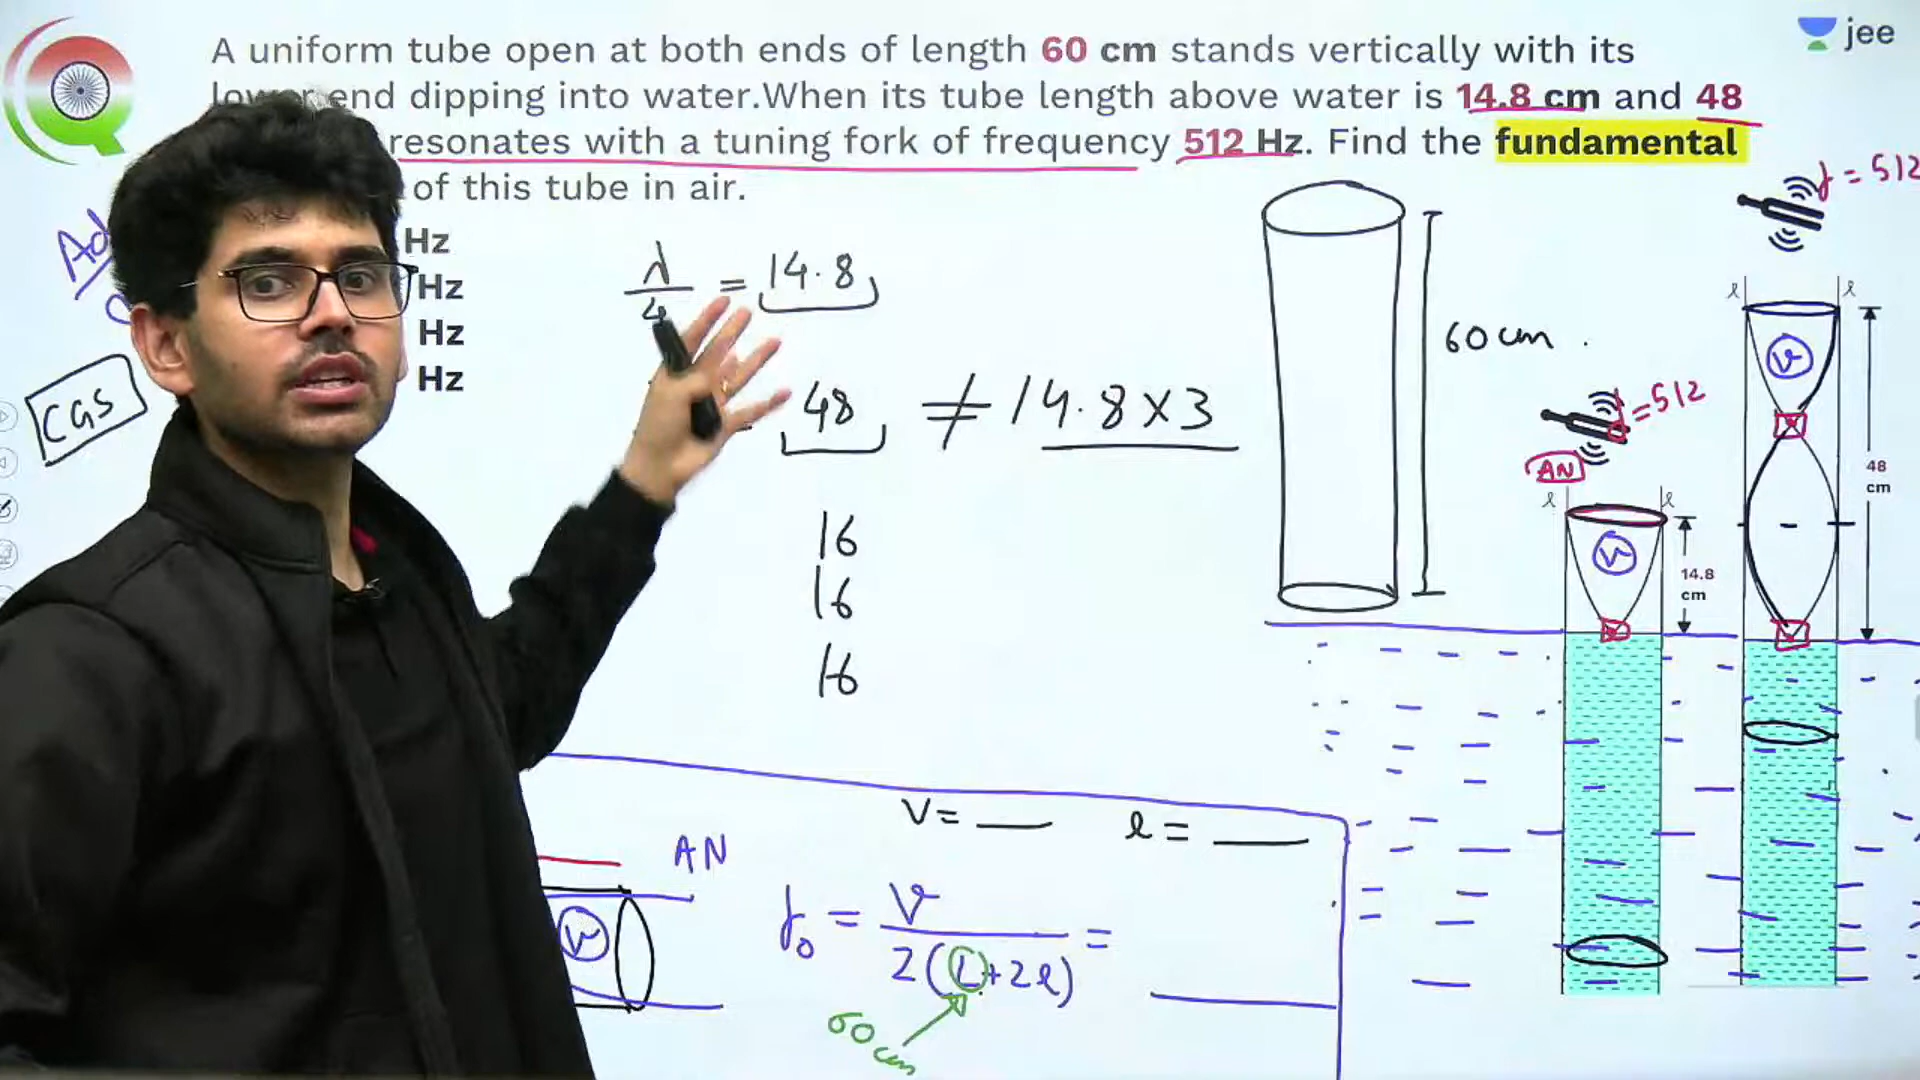 A uniform tube open at both ends of length 60 cm stands vertically with its
lower end dipping into water.When its tube length above water is 14.8 cm and 48
resonates with a tuning fork of frequency 512 Hz. Find the fundamental
of this tube in air.
jee
Hz
Hz
Hz
Hz
Ad
CGS
λ/4 = 14.8
48 ≠ 14.8×3
16
16
16
60 cm .
f = 512
f = 512
AN
l
l
l
l
v
v
14.8
cm
48
cm
V= __ l = __
AN
v
f₀ = v/2(L+2l) =
60 cm